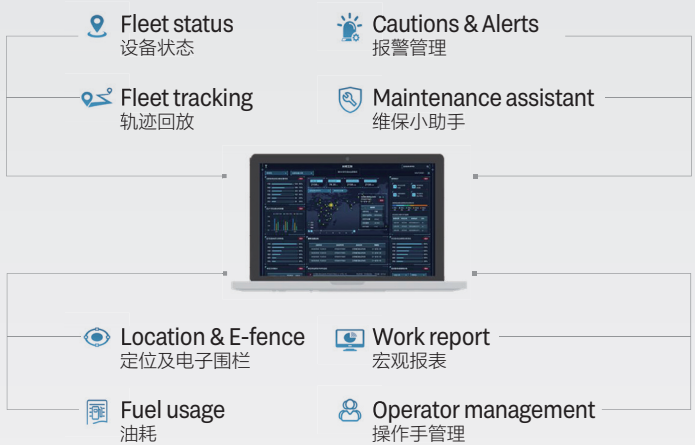 Fleet status
设备状态
Cautions & Alerts
报警管理
Fleet tracking
轨迹回放
Maintenance assistant
维保小助手
Location & E-fence
定位及电子围栏
Work report
宏观报表
Fuel usage
油耗
Operator management
操作手管理